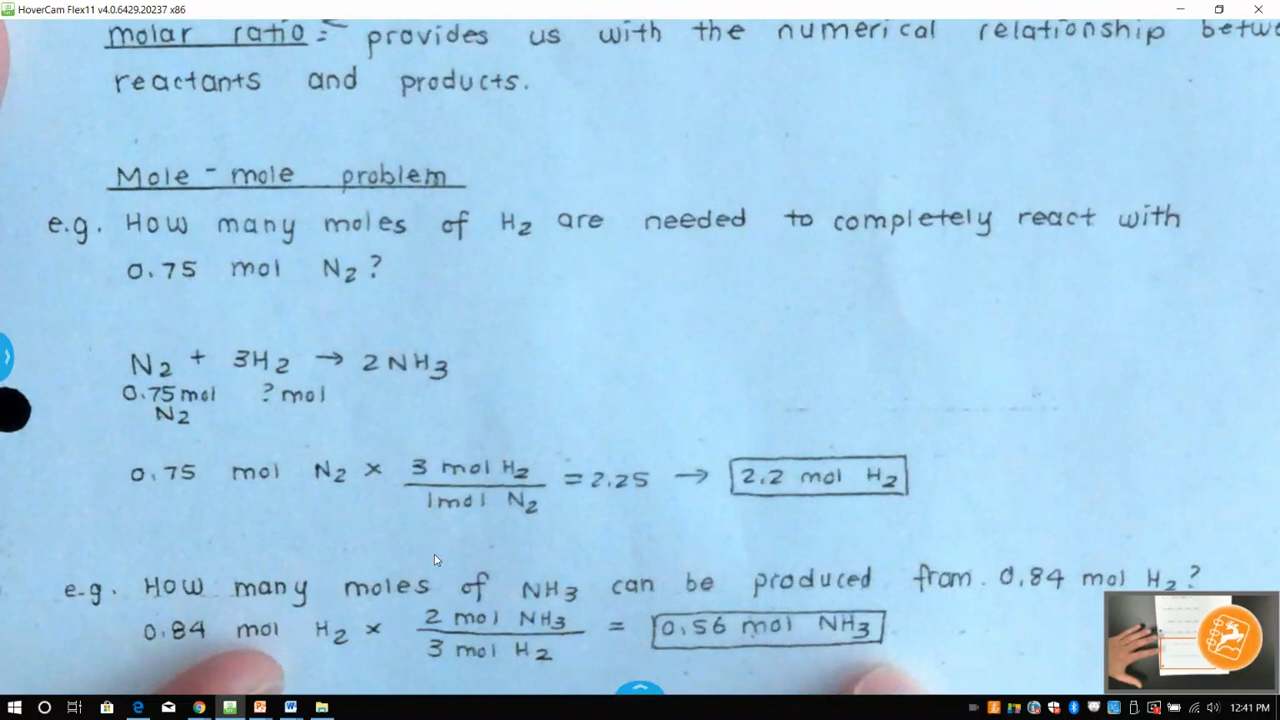 HoverCam Flex11 v4.0.6429.20237 x86
molar ratio = provides us with the numerical relationship betwe
reactants and products.
Mole - mole problem
e.g. How many moles of H2 are needed to completely react with
0.75 mol N2?
N2 + 3H2 → 2NH3
0.75 mol ? mol
N2
0.75 mol N2 × 3 mol H2 / 1 mol N2 = 2.25 → 2.2 mol H2
e.g. How many moles of NH3 can be produced from 0.84 mol H2?
0.84 mol H2 × 2 mol NH3 / 3 mol H2 = 0.56 mol NH3
12:41 PM